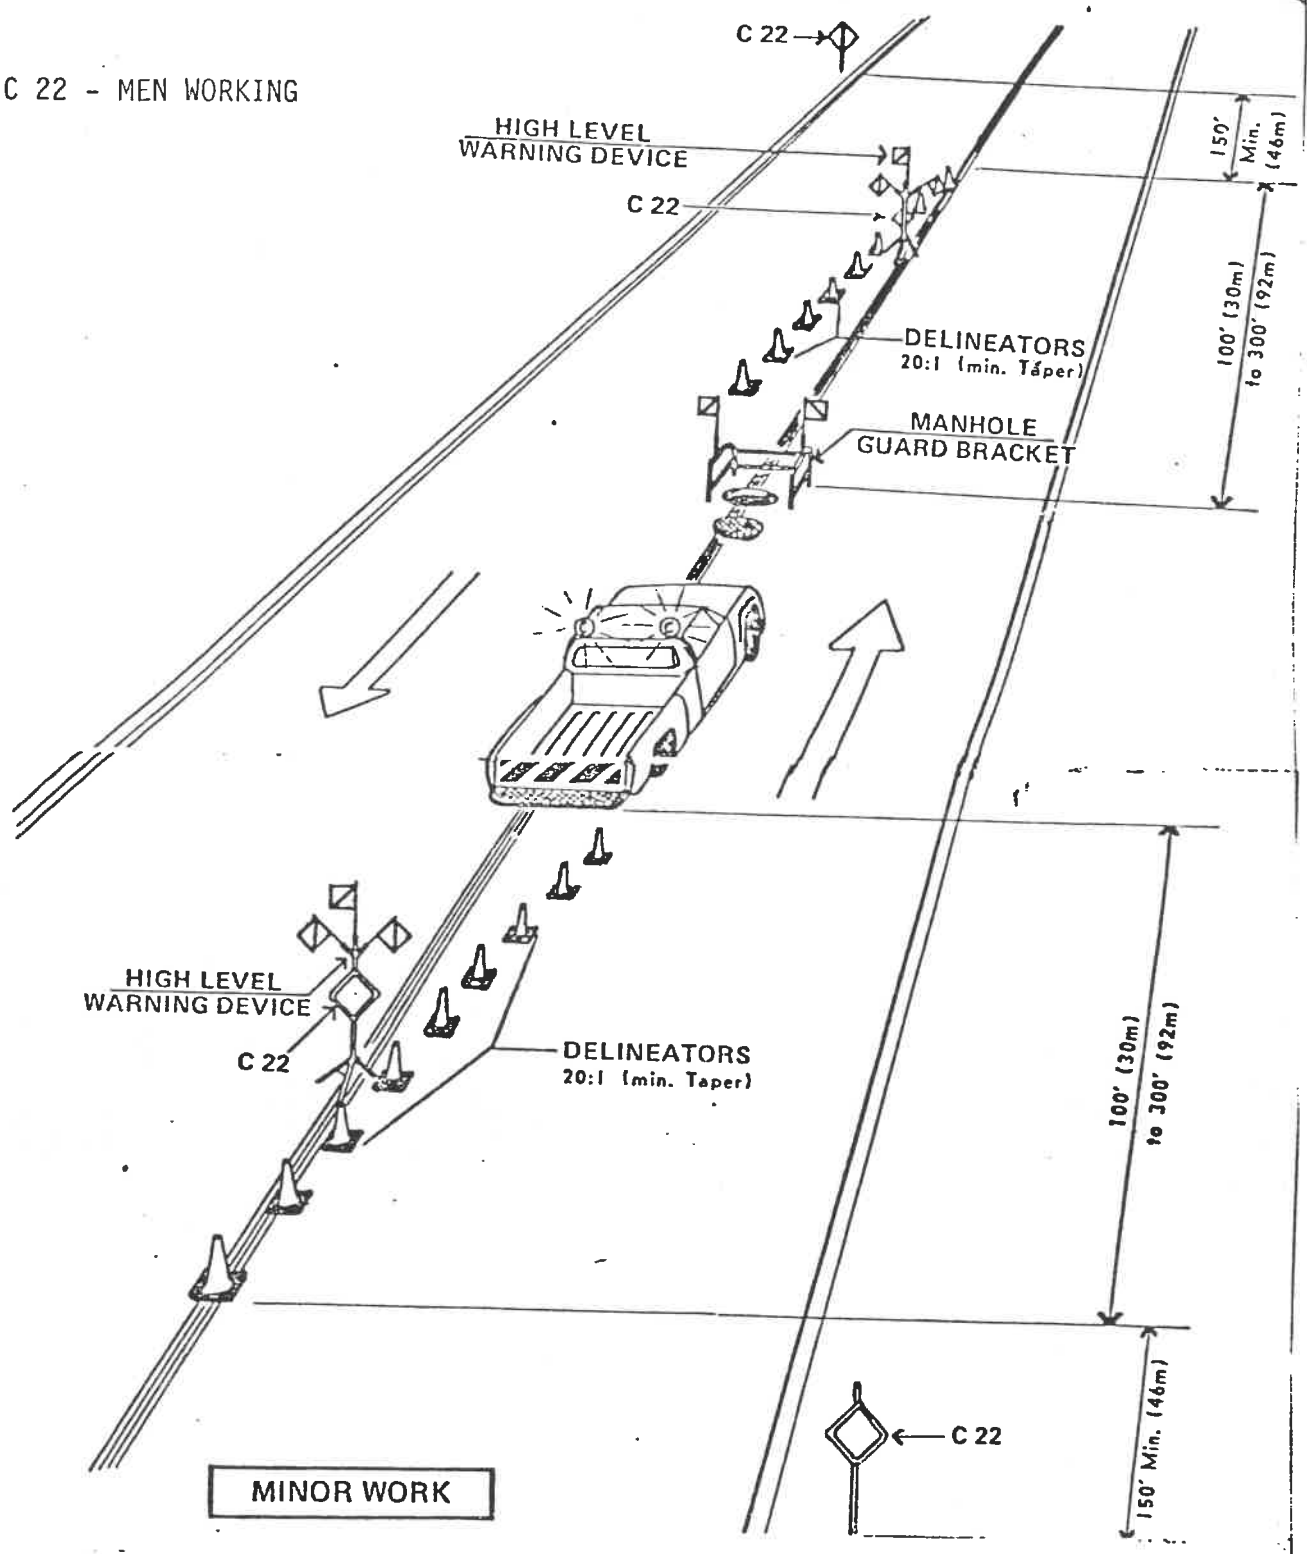 C 22
C 22 - MEN WORKING
HIGH LEVEL
WARNING DEVICE
150'
Min.
(46m)
C 22
100' (30m)
to 300' (92m)
DELINEATORS
20:1 (min. Taper)
MANHOLE
GUARD BRACKET
HIGH LEVEL
WARNING DEVICE
C 22
DELINEATORS
20:1 (min. Taper)
100' (30m)
to 300' (92m)
150' Min. (46m)
C 22
MINOR WORK